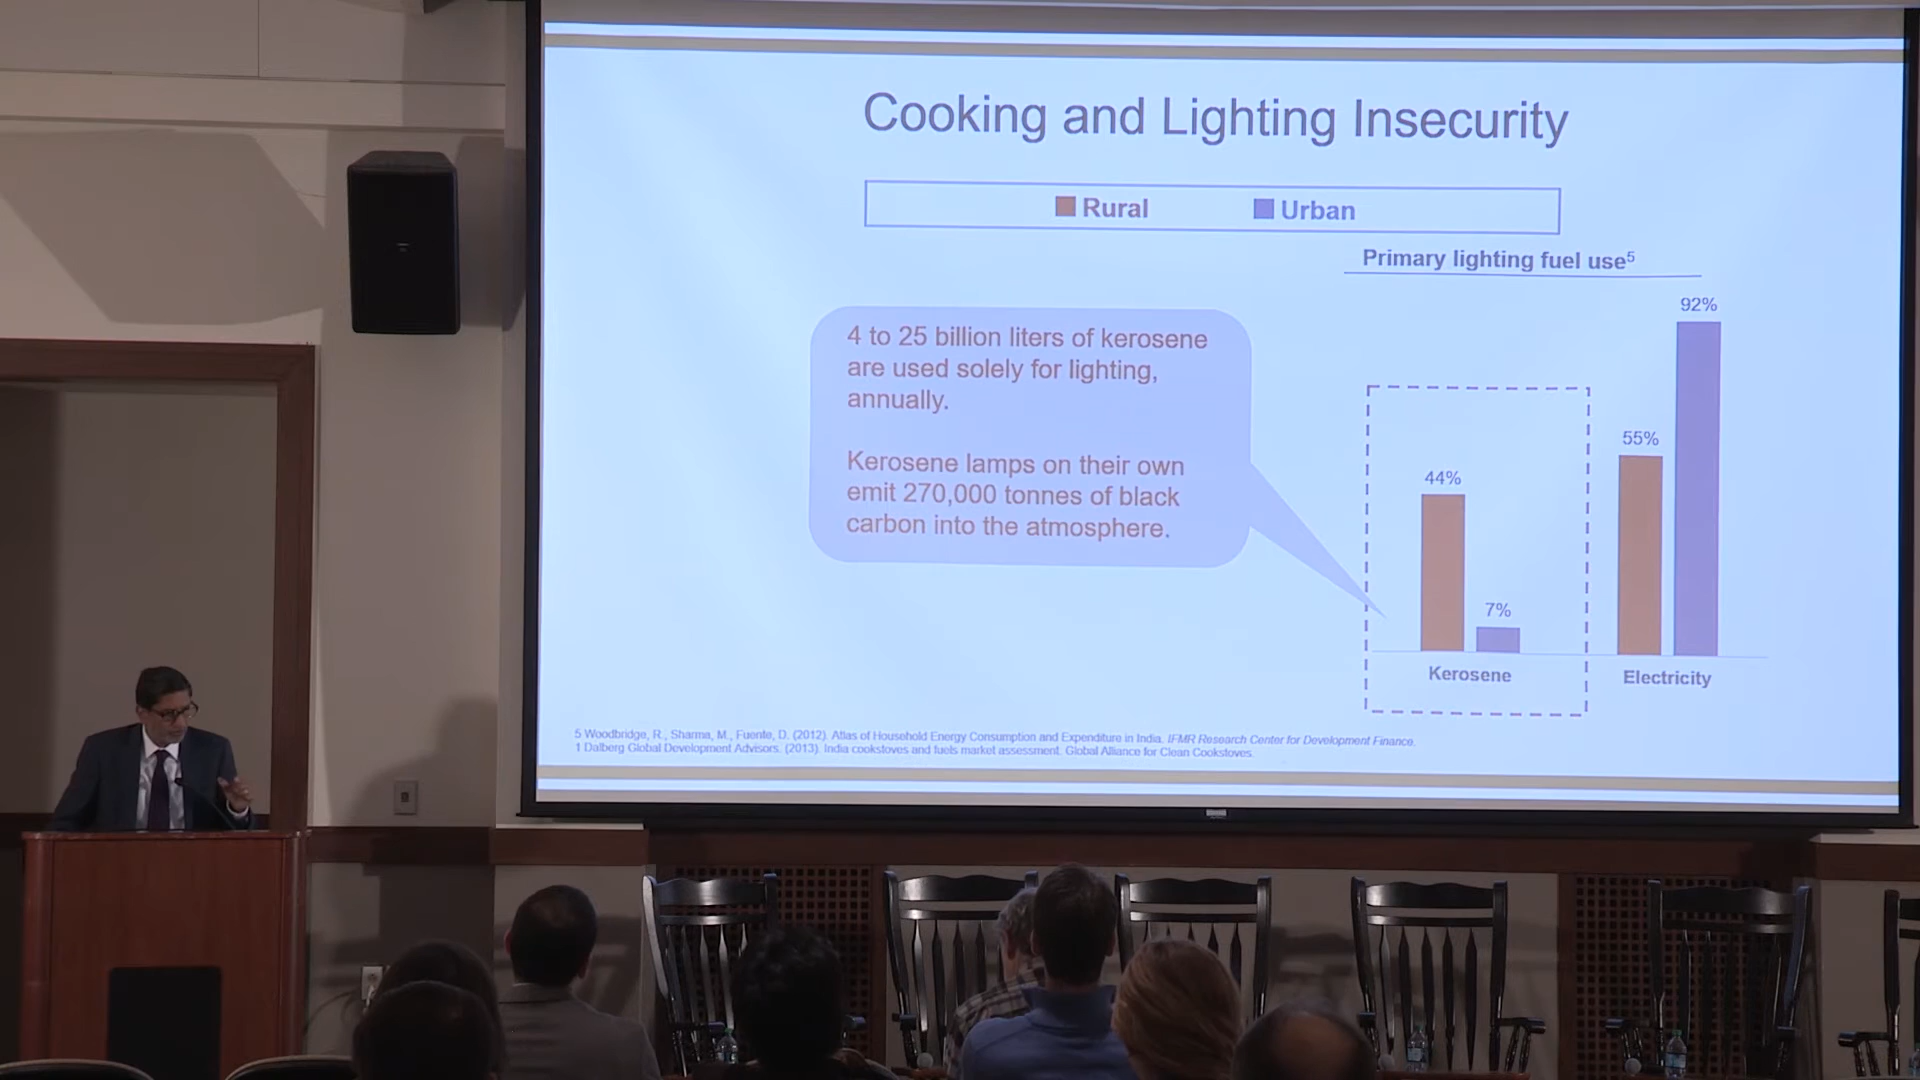 Cooking and Lighting Insecurity
Rural Urban
Primary lighting fuel use5
4 to 25 billion liters of kerosene
are used solely for lighting,
annually.
Kerosene lamps on their own
emit 270,000 tonnes of black
carbon into the atmosphere.
92%
55%
44%
7%
Kerosene Electricity
5 Woodbridge, R., Sharma, M., Fuente, D. (2012). Atlas of Household Energy Consumption and Expenditure in India. IFMR Research Center for Development Finance.
1 Dalberg Global Development Advisors. (2013). India cookstoves and fuels market assessment. Global Alliance for Clean Cookstoves.